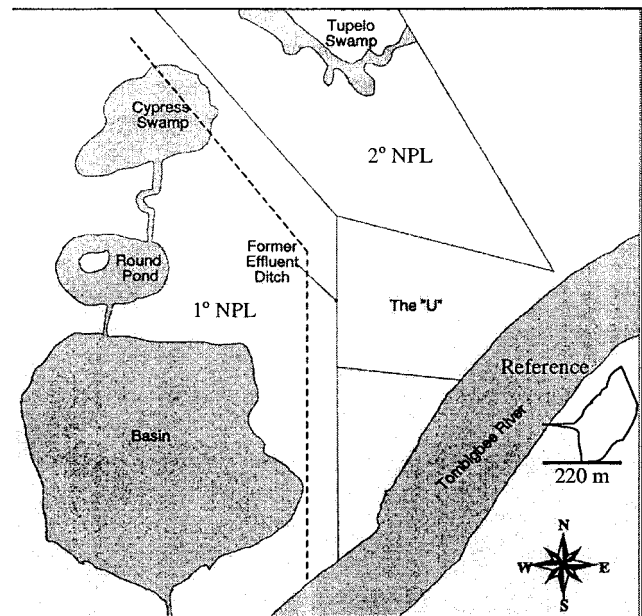 Tupelo
Swamp
Cypress
Swamp
2° NPL
Former
Effluent
Ditch
Round
Pond
1° NPL
The "U"
Reference
Basin
Tombigbee River
220 m
N
W E
S